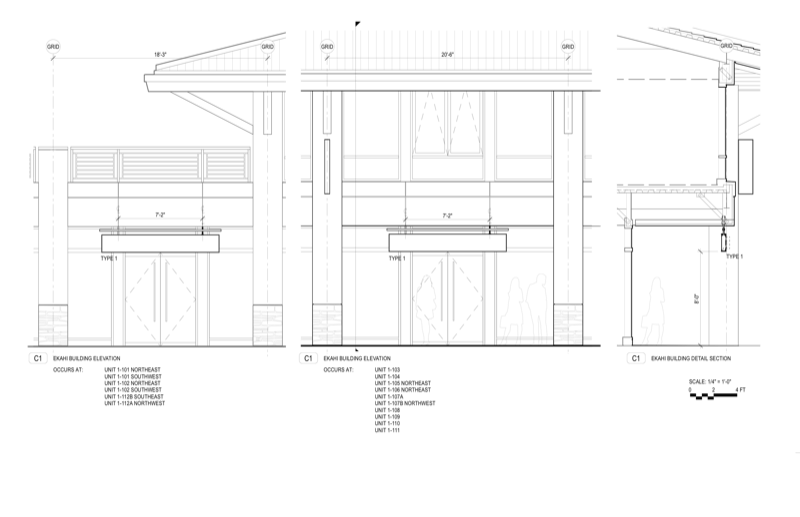 GRID
GRID
18'-3"
7'-2"
TYPE 1
C1 EKAHI BUILDING ELEVATION
OCCURS AT:
UNIT 1-101 NORTHEAST
UNIT 1-101 SOUTHWEST
UNIT 1-102 NORTHEAST
UNIT 1-102 SOUTHWEST
UNIT 1-112B SOUTHEAST
UNIT 1-112A NORTHWEST
GRID
GRID
20'-6"
7'-2"
TYPE 1
C1 EKAHI BUILDING ELEVATION
OCCURS AT:
UNIT 1-103
UNIT 1-104
UNIT 1-105 NORTHEAST
UNIT 1-106 NORTHEAST
UNIT 1-107A
UNIT 1-107B NORTHWEST
UNIT 1-108
UNIT 1-109
UNIT 1-110
UNIT 1-111
GRID
TYPE 1
8'-0"
C1 EKAHI BUILDING DETAIL SECTION
SCALE: 1/4" = 1'-0"
0 2 4 FT